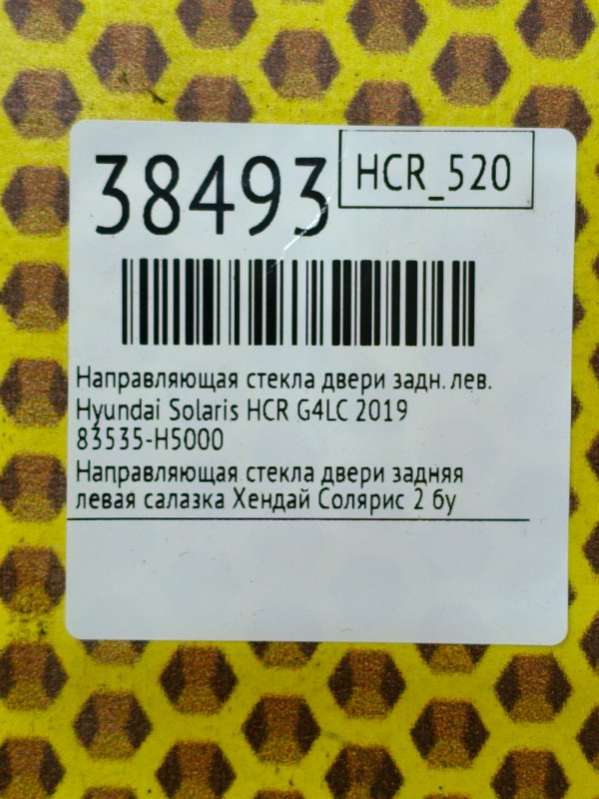 38493
HCR_520
Направляющая стекла двери задн. лев.
Hyundai Solaris HCR G4LC 2019
83535-H5000
Направляющая стекла двери задняя
левая салазка Хендай Солярис 2 бу